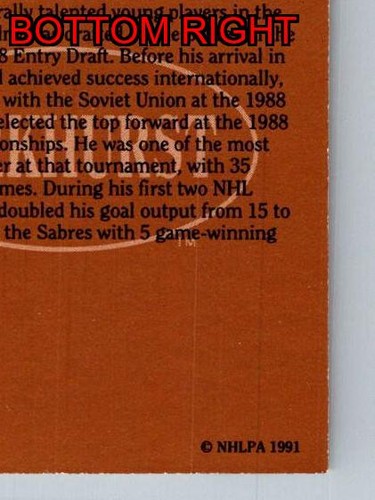 rally talented young players in the
BOTTOM RIGHT
8 Entry Draft. Before his arrival in
achieved success internationally,
with the Soviet Union at the 1988
elected the top forward at the 1988
onships. He was one of the most
er at that tournament, with 35
mes. During his first two NHL
doubled his goal output from 15 to
the Sabres with 5 game-winning
TM
© NHLPA 1991